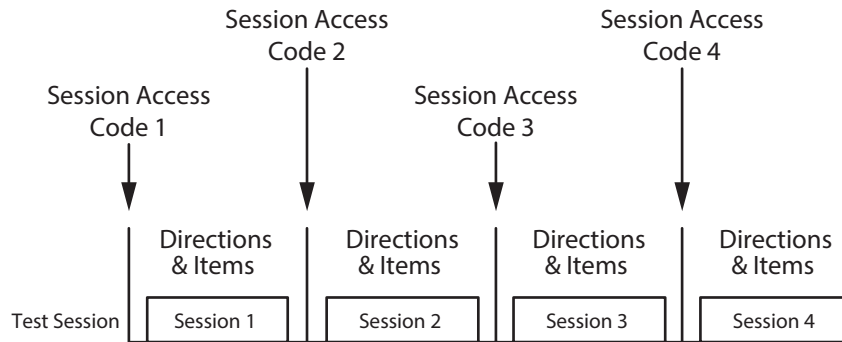 Session Access
Code 2
Session Access
Code 4
Session Access
Code 1
Session Access
Code 3
Directions
& Items
Directions
& Items
Directions
& Items
Directions
& Items
Test Session
Session 1
Session 2
Session 3
Session 4